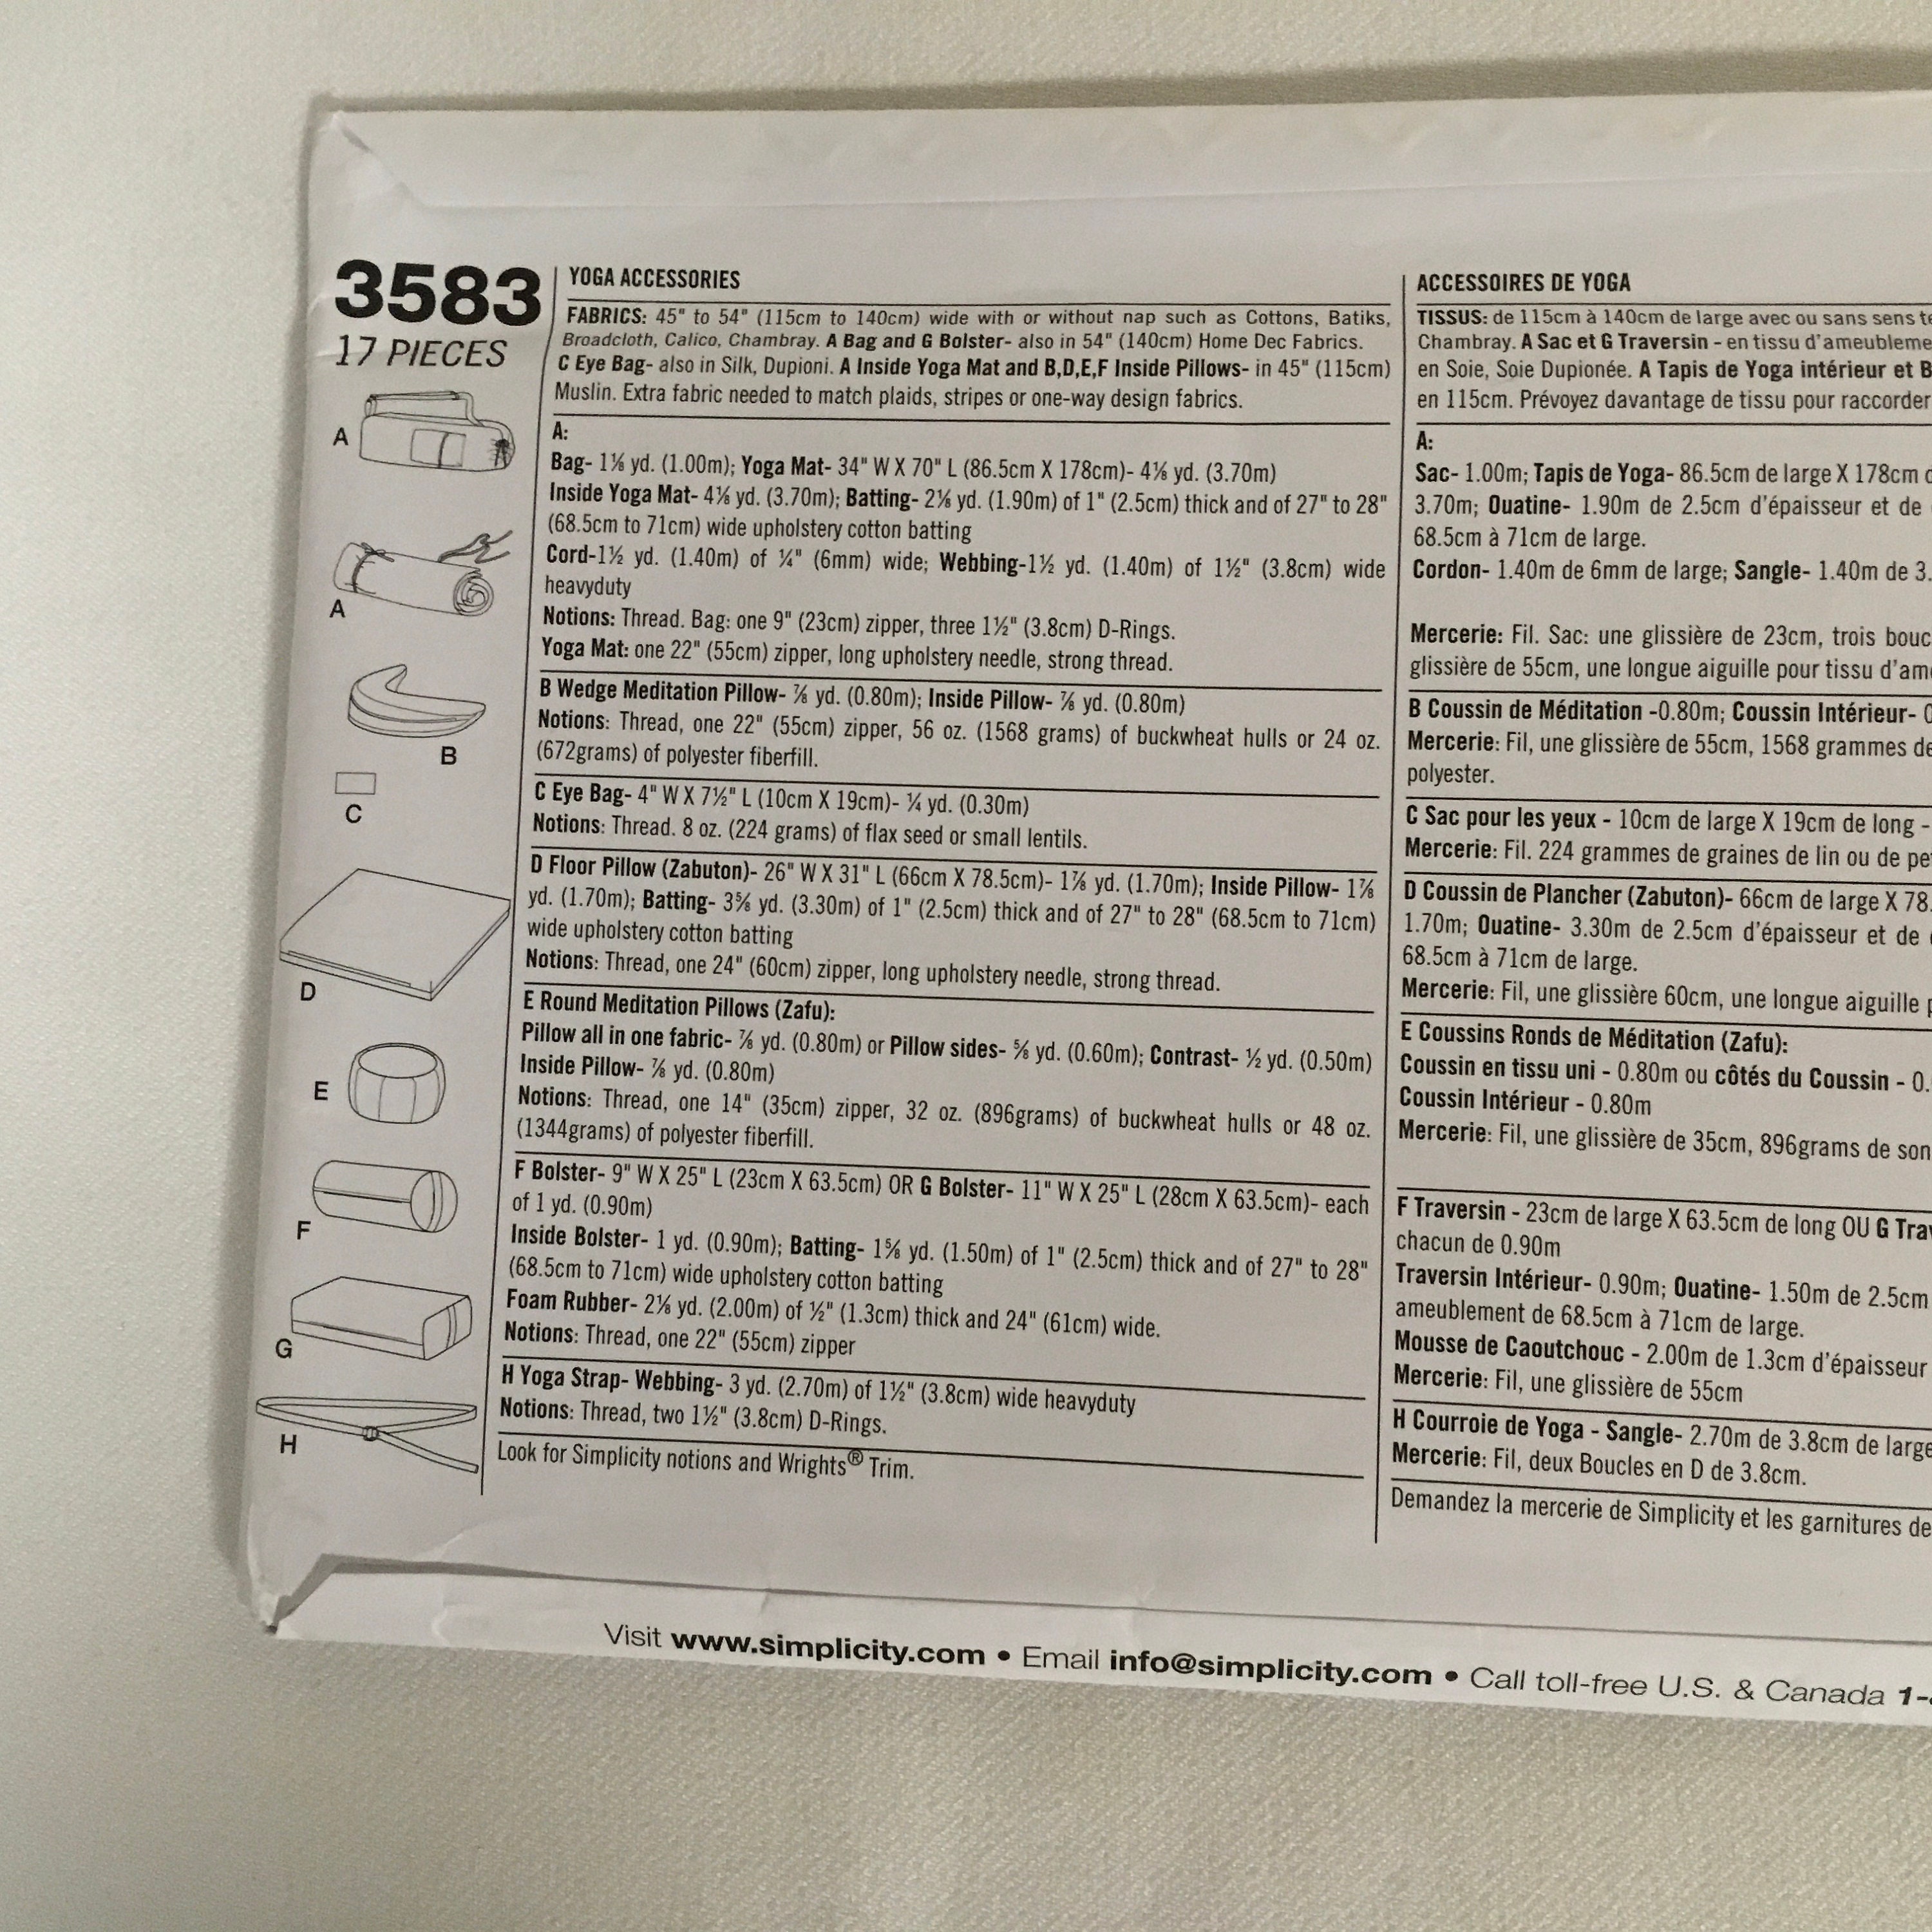 3583
17 PIECES
A
A
B
C
D
E
F
G
H
YOGA ACCESSORIES
FABRICS: 45" to 54" (115cm to 140cm) wide with or without nap such as Cottons, Batiks,
Broadcloth, Calico, Chambray. A Bag and G Bolster- also in 54" (140cm) Home Dec Fabrics.
C Eye Bag- also in Silk, Dupioni. A Inside Yoga Mat and B,D,E,F Inside Pillows- in 45" (115cm)
Muslin. Extra fabric needed to match plaids, stripes or one-way design fabrics.
A:
Bag- 1⅛ yd. (1.00m); Yoga Mat- 34" W X 70" L (86.5cm X 178cm)- 4⅛ yd. (3.70m)
Inside Yoga Mat- 4⅛ yd. (3.70m); Batting- 2⅛ yd. (1.90m) of 1" (2.5cm) thick and of 27" to 28"
(68.5cm to 71cm) wide upholstery cotton batting
Cord-1½ yd. (1.40m) of ¼" (6mm) wide; Webbing-1½ yd. (1.40m) of 1½" (3.8cm) wide
heavyduty
Notions: Thread. Bag: one 9" (23cm) zipper, three 1½" (3.8cm) D-Rings.
Yoga Mat: one 22" (55cm) zipper, long upholstery needle, strong thread.
B Wedge Meditation Pillow- ⅞ yd. (0.80m); Inside Pillow- ⅞ yd. (0.80m)
Notions: Thread, one 22" (55cm) zipper, 56 oz. (1568 grams) of buckwheat hulls or 24 oz.
(672grams) of polyester fiberfill.
C Eye Bag- 4" W X 7½" L (10cm X 19cm)- ¼ yd. (0.30m)
Notions: Thread. 8 oz. (224 grams) of flax seed or small lentils.
D Floor Pillow (Zabuton)- 26" W X 31" L (66cm X 78.5cm)- 1⅞ yd. (1.70m); Inside Pillow- 1⅞
yd. (1.70m); Batting- 3⅝ yd. (3.30m) of 1" (2.5cm) thick and of 27" to 28" (68.5cm to 71cm)
wide upholstery cotton batting
Notions: Thread, one 24" (60cm) zipper, long upholstery needle, strong thread.
E Round Meditation Pillows (Zafu):
Pillow all in one fabric- ⅞ yd. (0.80m) or Pillow sides- ⅝ yd. (0.60m); Contrast- ½ yd. (0.50m)
Inside Pillow- ⅞ yd. (0.80m)
Notions: Thread, one 14" (35cm) zipper, 32 oz. (896grams) of buckwheat hulls or 48 oz.
(1344grams) of polyester fiberfill.
F Bolster- 9" W X 25" L (23cm X 63.5cm) OR G Bolster- 11" W X 25" L (28cm X 63.5cm)- each
of 1 yd. (0.90m)
Inside Bolster- 1 yd. (0.90m); Batting- 1⅝ yd. (1.50m) of 1" (2.5cm) thick and of 27" to 28"
(68.5cm to 71cm) wide upholstery cotton batting
Foam Rubber- 2⅛ yd. (2.00m) of ½" (1.3cm) thick and 24" (61cm) wide.
Notions: Thread, one 22" (55cm) zipper
H Yoga Strap- Webbing- 3 yd. (2.70m) of 1½" (3.8cm) wide heavyduty
Notions: Thread, two 1½" (3.8cm) D-Rings.
Look for Simplicity notions and Wrights® Trim.
ACCESSOIRES DE YOGA
TISSUS: de 115cm à 140cm de large avec ou sans sens
Chambray. A Sac et G Traversin - en tissu d'ameubleme
en Soie, Soie Dupionée. A Tapis de Yoga intérieur et B
en 115cm. Prévoyez davantage de tissu pour raccorder
A:
Sac- 1.00m; Tapis de Yoga- 86.5cm de large X 178cm
3.70m; Ouatine- 1.90m de 2.5cm d'épaisseur et de
68.5cm à 71cm de large.
Cordon- 1.40m de 6mm de large; Sangle- 1.40m de 3.
Mercerie: Fil. Sac: une glissière de 23cm, trois bouc
glissière de 55cm, une longue aiguille pour tissu d'am
B Coussin de Méditation -0.80m; Coussin Intérieur- 0
Mercerie: Fil, une glissière de 55cm, 1568 grammes de
polyester.
C Sac pour les yeux - 10cm de large X 19cm de long -
Mercerie: Fil. 224 grammes de graines de lin ou de pe
D Coussin de Plancher (Zabuton)- 66cm de large X 78.
1.70m; Ouatine- 3.30m de 2.5cm d'épaisseur et de
68.5cm à 71cm de large.
Mercerie: Fil, une glissière 60cm, une longue aiguille
E Coussins Ronds de Méditation (Zafu):
Coussin en tissu uni - 0.80m ou côtés du Coussin - 0.
Coussin Intérieur - 0.80m
Mercerie: Fil, une glissière de 35cm, 896grams de son
F Traversin - 23cm de large X 63.5cm de long OU G Tra
chacun de 0.90m
Traversin Intérieur- 0.90m; Ouatine- 1.50m de 2.5cm
ameublement de 68.5cm à 71cm de large.
Mousse de Caoutchouc - 2.00m de 1.3cm d'épaisseur
Mercerie: Fil, une glissière de 55cm
H Courroie de Yoga - Sangle- 2.70m de 3.8cm de large
Mercerie: Fil, deux Boucles en D de 3.8cm.
Demandez la mercerie de Simplicity et les garnitures de
Visit www.simplicity.com • Email info@simplicity.com • Call toll-free U.S. & Canada 1-